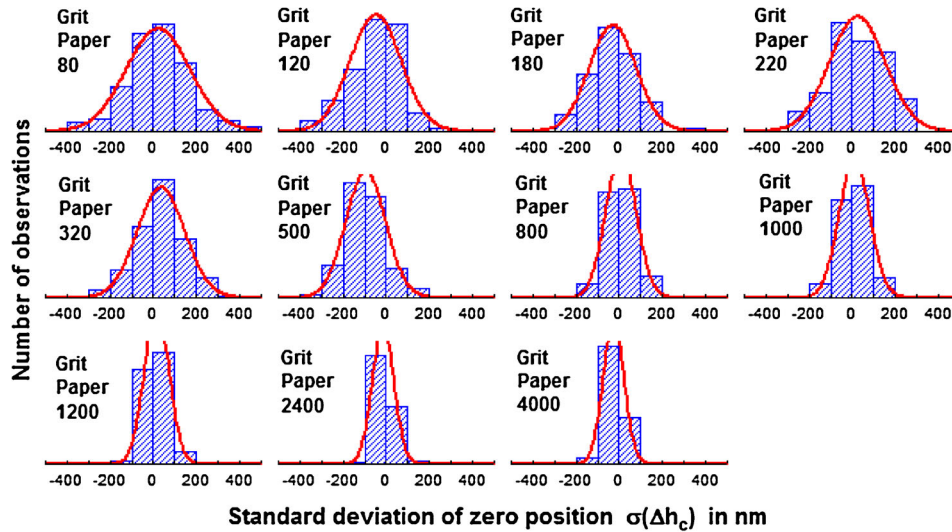 Number of observations
Grit
Paper
80
-400 -200 0 200 400
Grit
Paper
120
-400 -200 0 200 400
Grit
Paper
180
-400 -200 0 200 400
Grit
Paper
220
-400 -200 0 200 400
Grit
Paper
320
-400 -200 0 200 400
Grit
Paper
500
-400 -200 0 200 400
Grit
Paper
800
-400 -200 0 200 400
Grit
Paper
1000
-400 -200 0 200 400
Grit
Paper
1200
-400 -200 0 200 400
Grit
Paper
2400
-400 -200 0 200 400
Grit
Paper
4000
-400 -200 0 200 400
Standard deviation of zero position σ(Δh_c) in nm